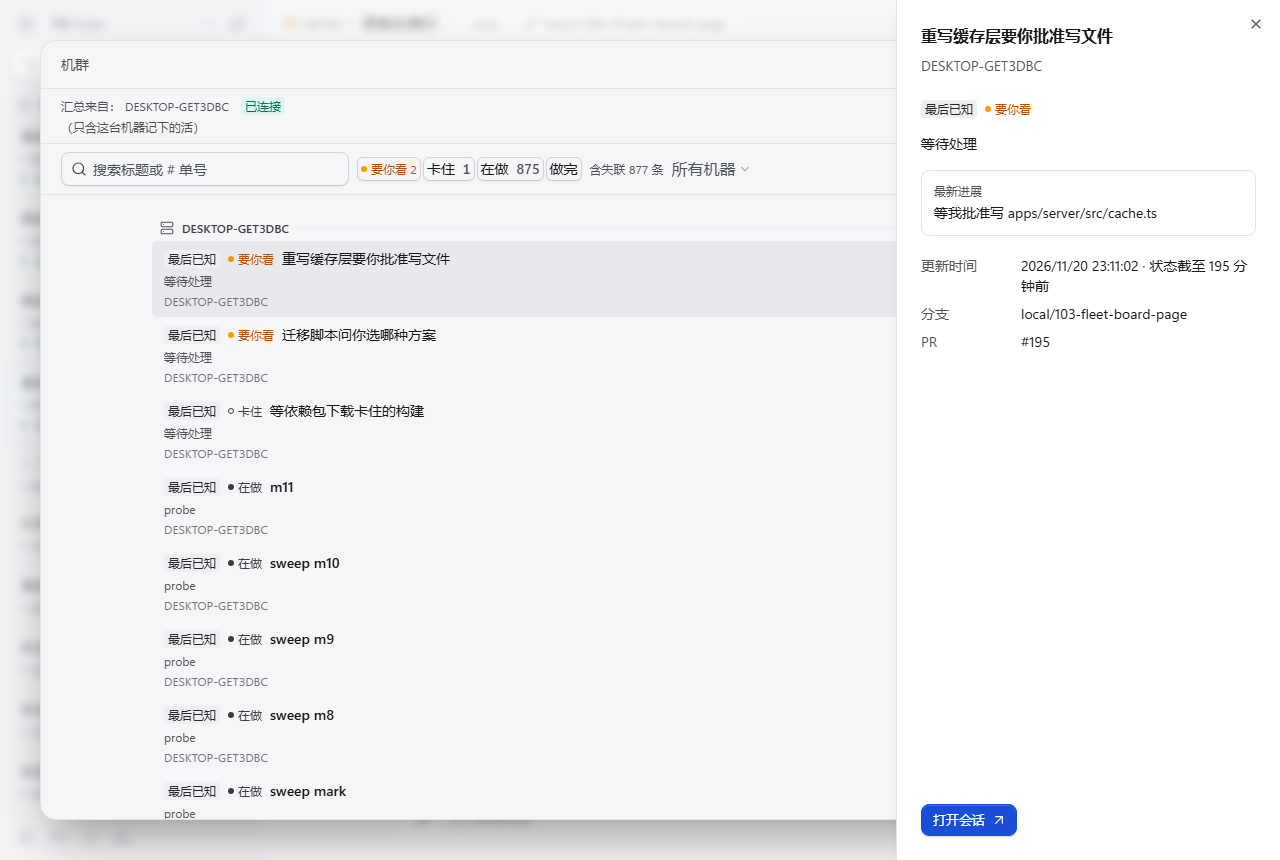 机群
汇总来自： DESKTOP-GET3DBC 已连接
（只含这台机器记下的活）
搜索标题或 # 单号
要你看 2 卡住 1 在做 875 做完 含失联 877 条 所有机器
DESKTOP-GET3DBC
最后已知 要你看 重写缓存层要你批准写文件
等待处理
DESKTOP-GET3DBC
最后已知 要你看 迁移脚本问你选哪种方案
等待处理
DESKTOP-GET3DBC
最后已知 卡住 等依赖包下载卡住的构建
等待处理
DESKTOP-GET3DBC
最后已知 在做 m11
probe
DESKTOP-GET3DBC
最后已知 在做 sweep m10
probe
DESKTOP-GET3DBC
最后已知 在做 sweep m9
probe
DESKTOP-GET3DBC
最后已知 在做 sweep m8
probe
DESKTOP-GET3DBC
最后已知 在做 sweep mark
probe
重写缓存层要你批准写文件
DESKTOP-GET3DBC
最后已知 要你看
等待处理
最新进展
等我批准写 apps/server/src/cache.ts
更新时间 2026/11/20 23:11:02 · 状态截至 195 分
钟前
分支 local/103-fleet-board-page
PR #195
打开会话